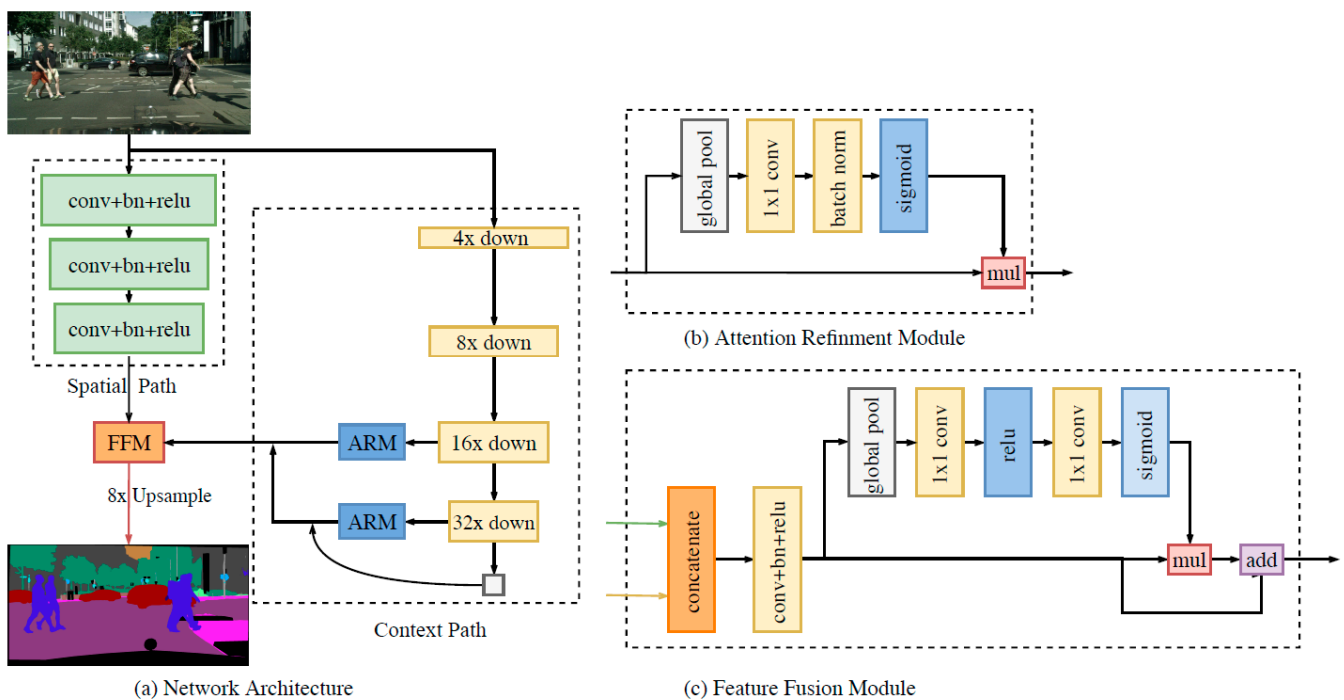 conv+bn+relu
conv+bn+relu
conv+bn+relu
Spatial Path
FFM
8x Upsample
4x down
8x down
ARM
16x down
ARM
32x down
Context Path
(a) Network Architecture
global pool
1x1 conv
batch norm
sigmoid
mul
(b) Attention Refinment Module
global pool
1x1 conv
relu
1x1 conv
sigmoid
concatenate
conv+bn+relu
mul
add
(c) Feature Fusion Module